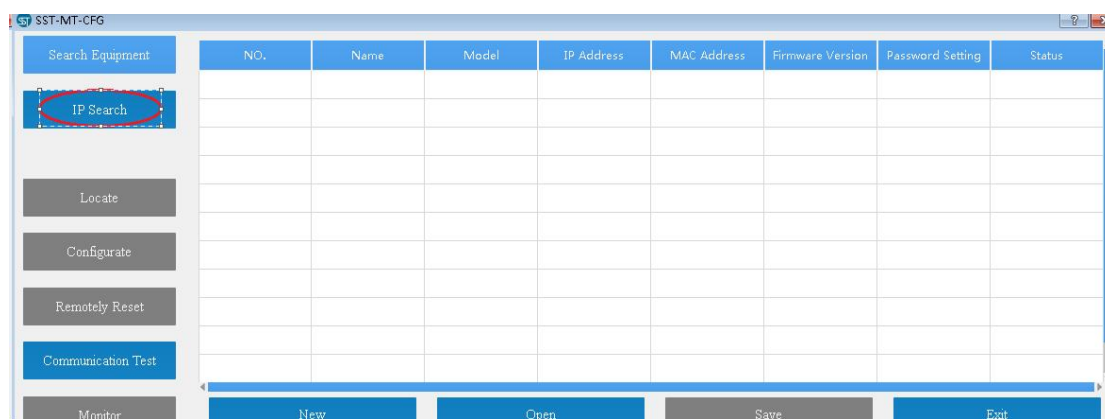 SST SST-MT-CFG
Search Equipment
NO. Name Model IP Address MAC Address Firmware Version Password Setting Status
IP Search
Locate
Configurate
Remotely Reset
Communication Test
Monitor
New Open Save Exit